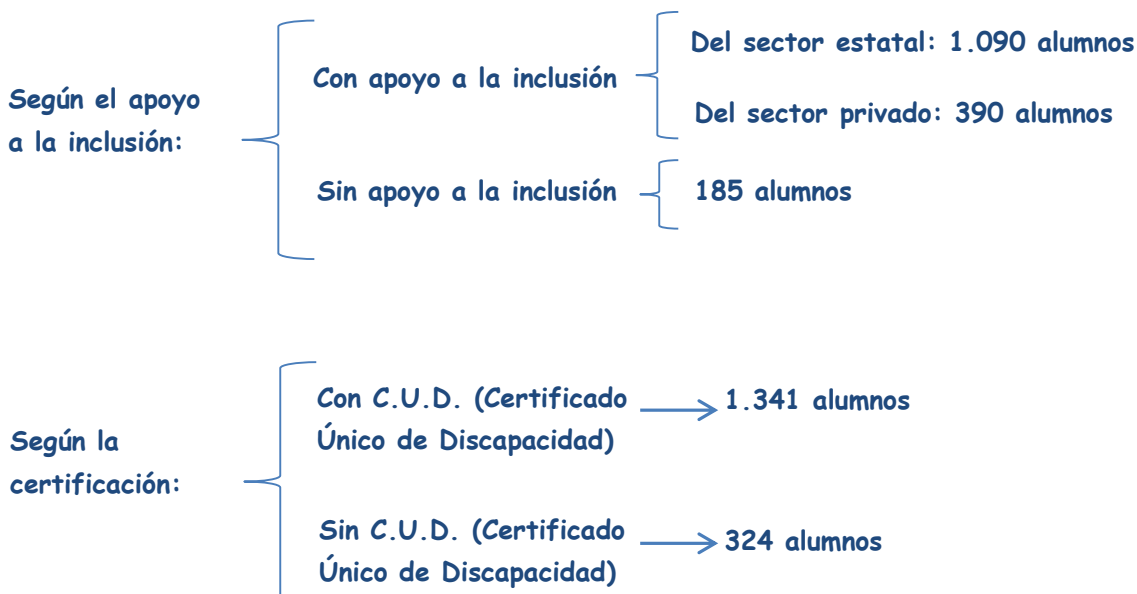 Según el apoyo
a la inclusión:
Con apoyo a la inclusión
Del sector estatal: 1.090 alumnos
Del sector privado: 390 alumnos
Sin apoyo a la inclusión
185 alumnos
Según la
certificación:
Con C.U.D. (Certificado
Único de Discapacidad)
1.341 alumnos
Sin C.U.D. (Certificado
Único de Discapacidad)
324 alumnos